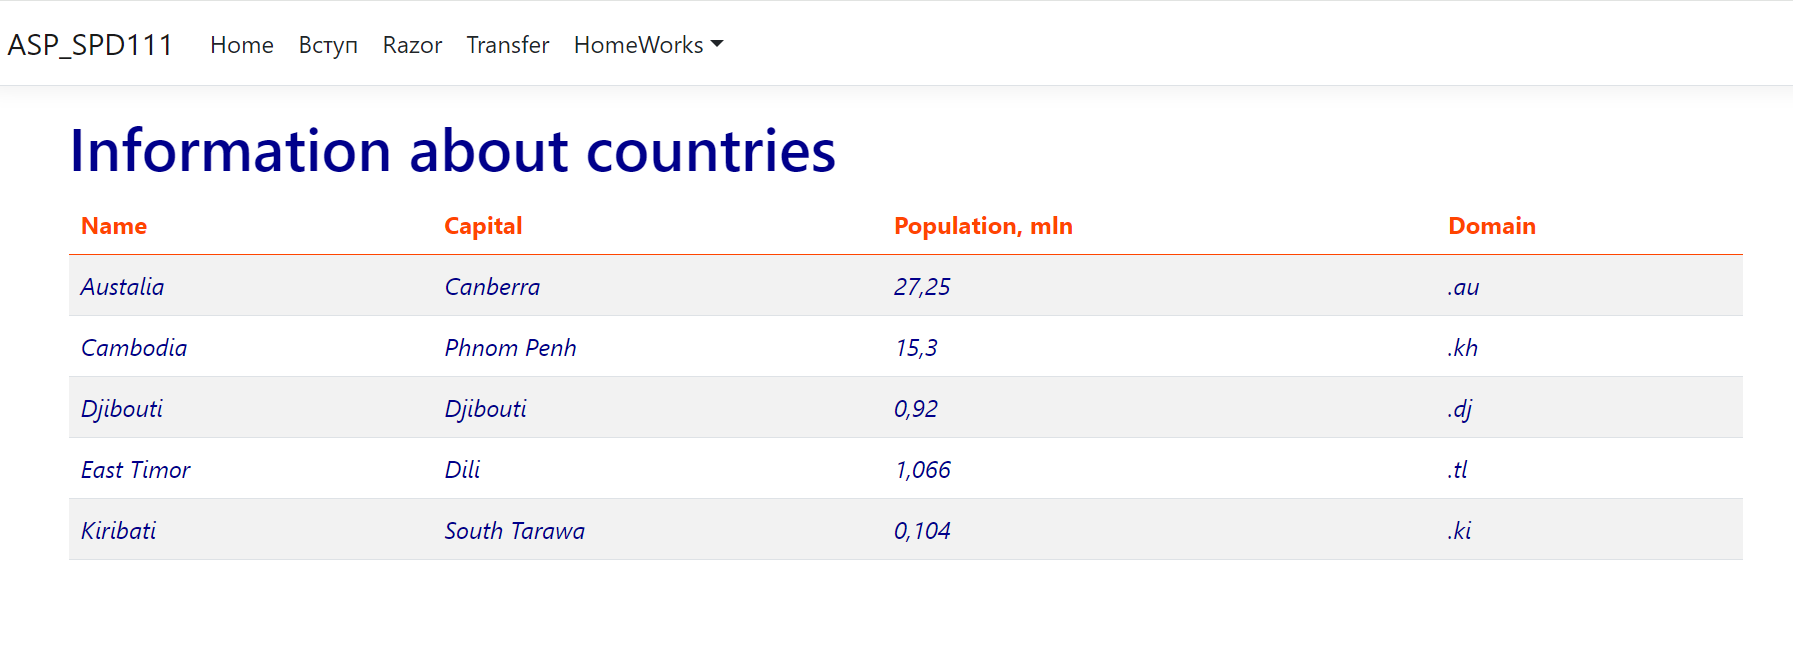 ASP_SPD111 Home Вступ Razor Transfer HomeWorks
Information about countries
Name Capital Population, mln Domain
Austalia Canberra 27,25 .au
Cambodia Phnom Penh 15,3 .kh
Djibouti Djibouti 0,92 .dj
East Timor Dili 1,066 .tl
Kiribati South Tarawa 0,104 .ki